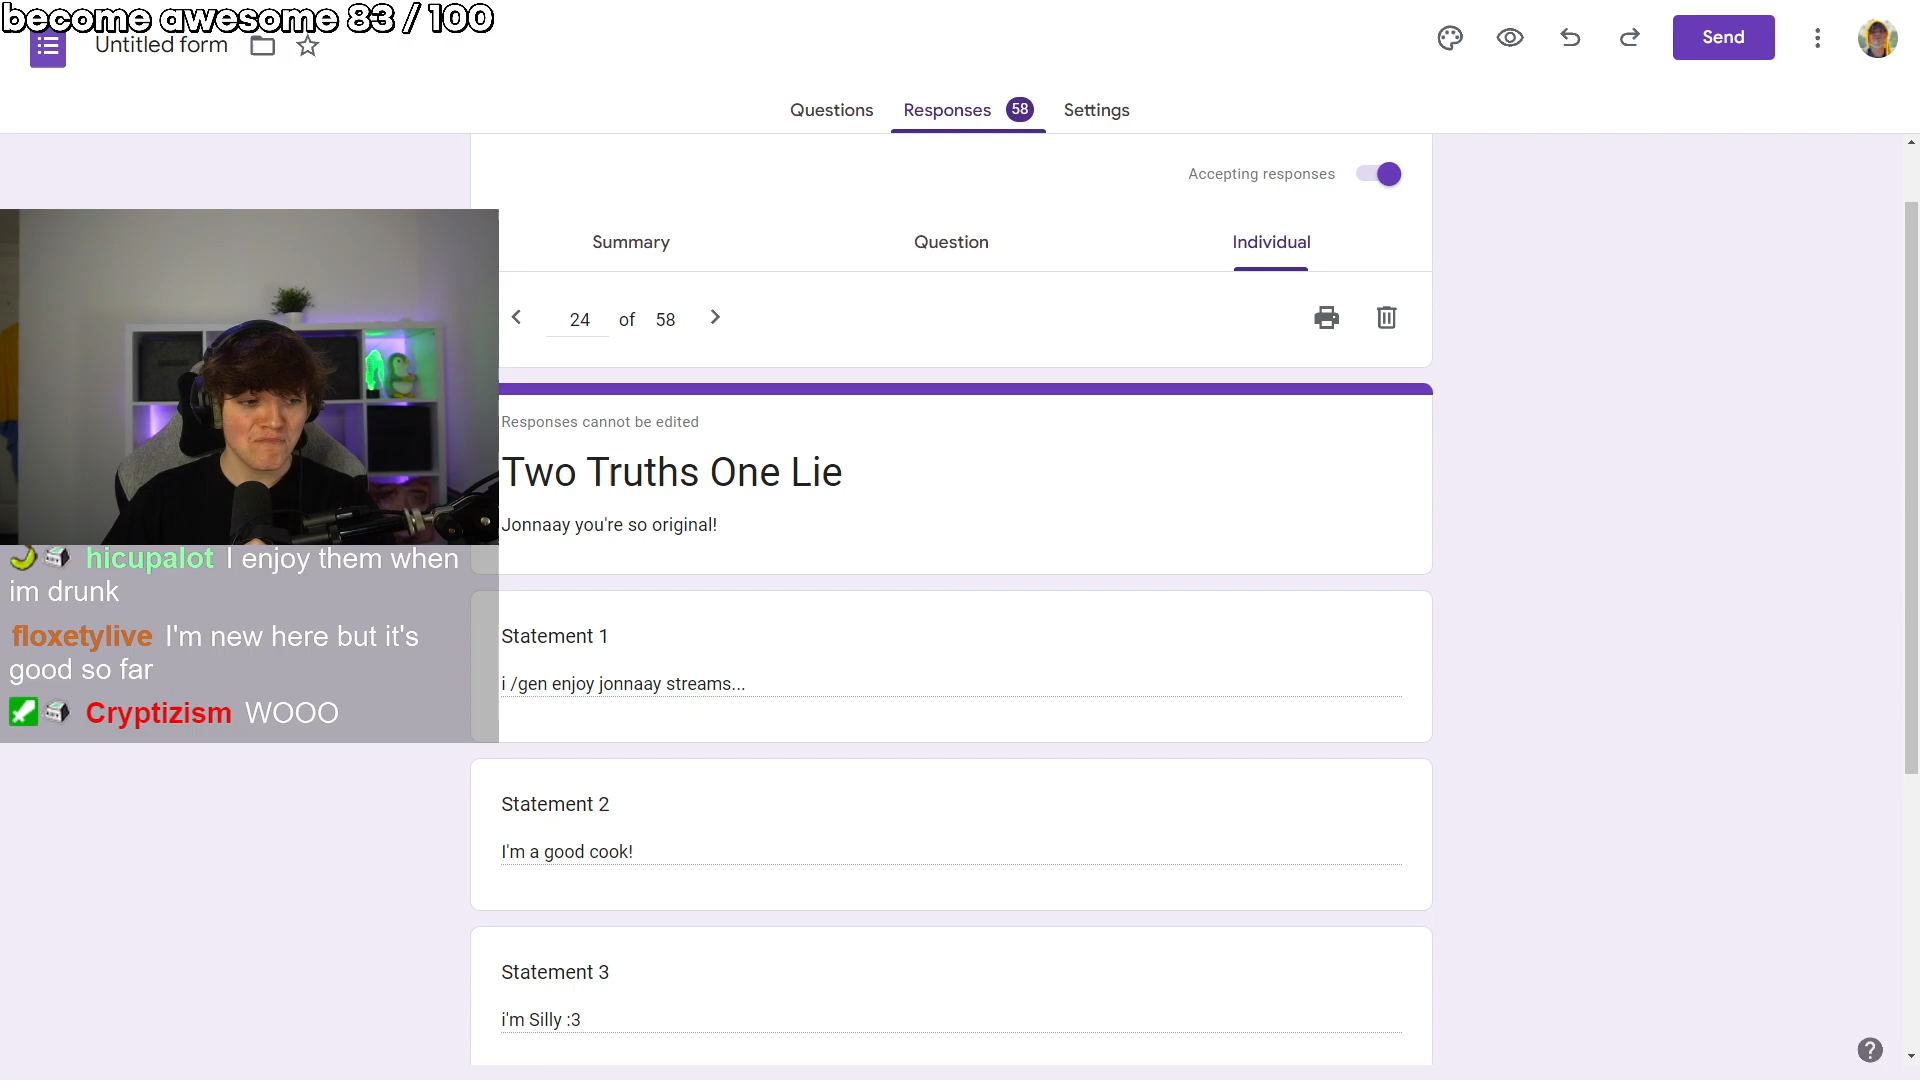 become awesome 83 / 100
Untitled form
Send
Questions
Responses 58
Settings
Accepting responses
Summary
Question
Individual
24 of 58
Responses cannot be edited
Two Truths One Lie
Jonnaay you're so original!
hicupalot I enjoy them when
im drunk
floxetylive I'm new here but it's
good so far
Cryptizism WOOO
Statement 1
i /gen enjoy jonnaay streams...
Statement 2
I'm a good cook!
Statement 3
i'm Silly :3